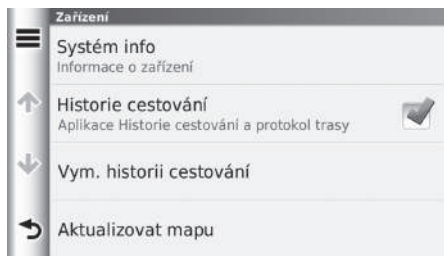 Zařízení
Systém info
Informace o zařízení
Historie cestování
Aplikace Historie cestování a protokol trasy
Vym. historii cestování
Aktualizovat mapu